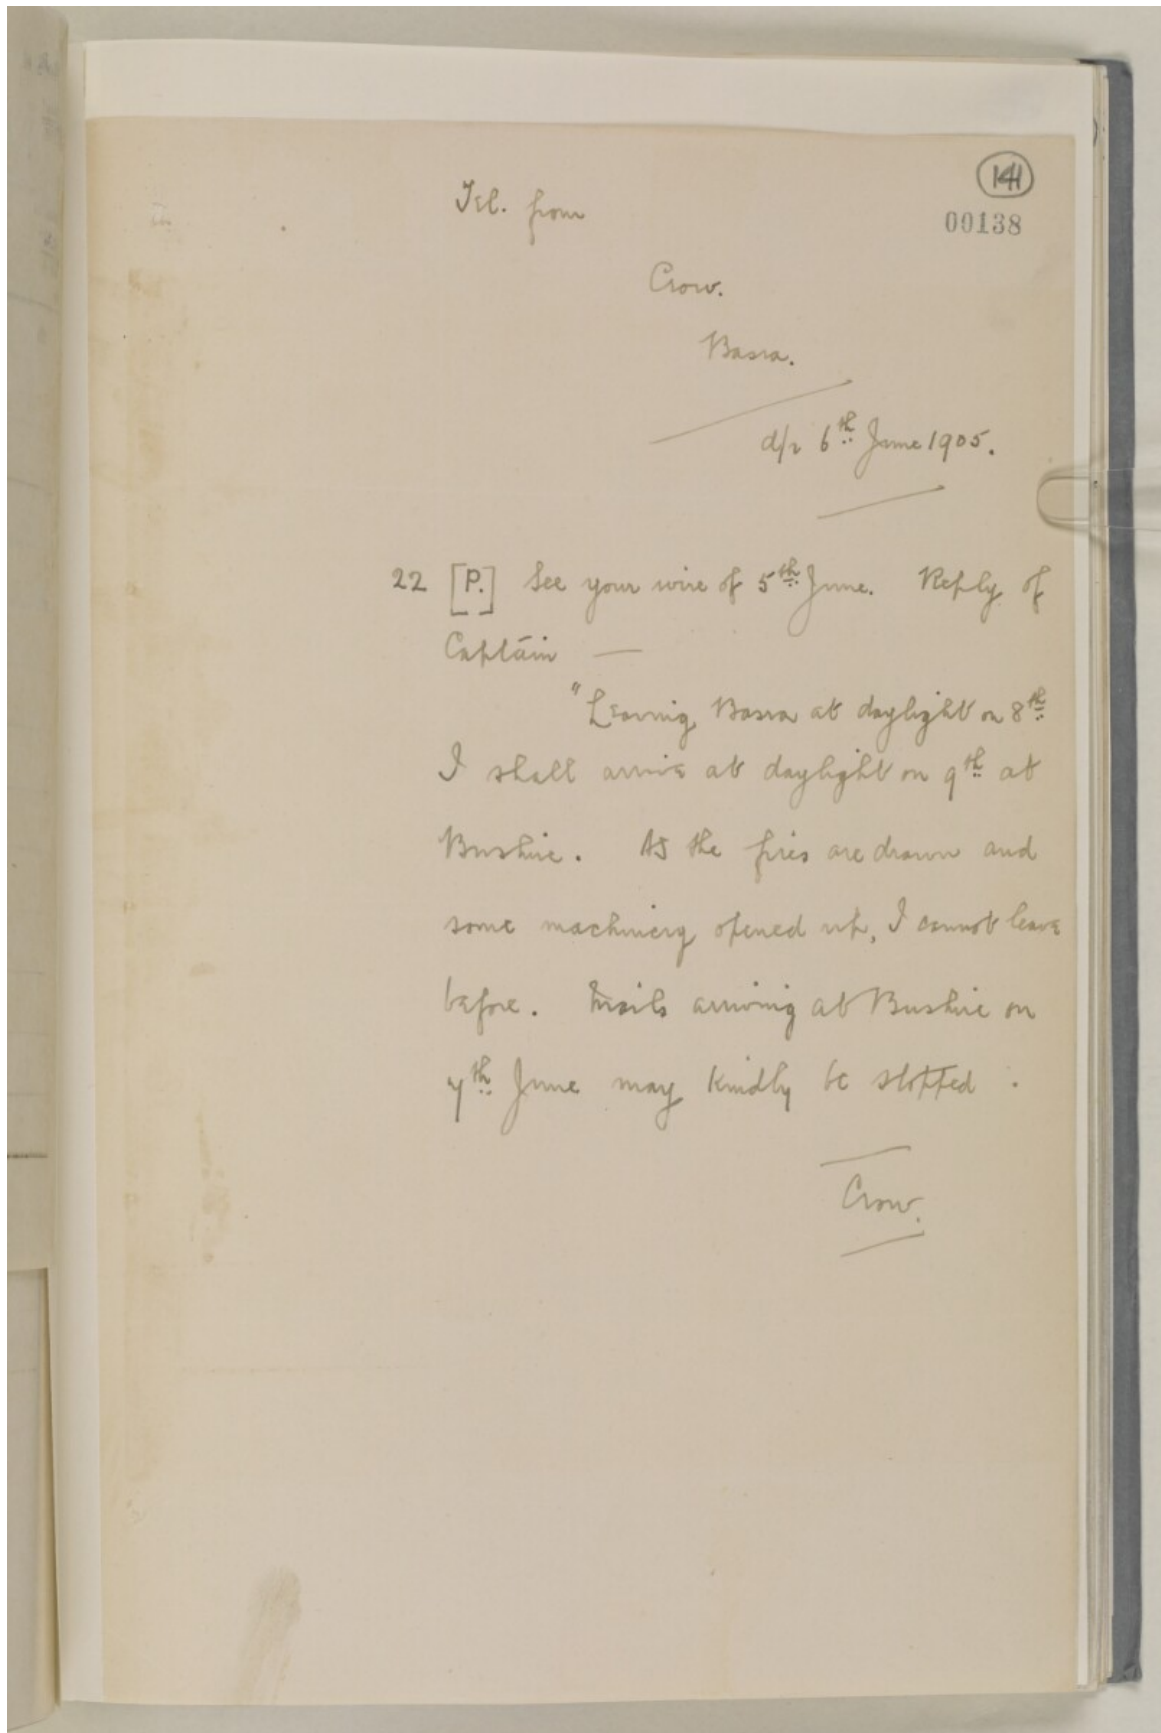 141
00138
Tel. from
Crow.
Basra.
d/2 6th June 1905.
22 [P.] See your wire of 5th June. Reply of
Captain —
"Leaving Basra at daylight on 8th
I shall arrive at daylight on 9th at
Bushire. As the fires are drawn and
some machinery opened up, I cannot leave
before. Mails arriving at Bushire on
7th June may kindly be stopped.
Crow.